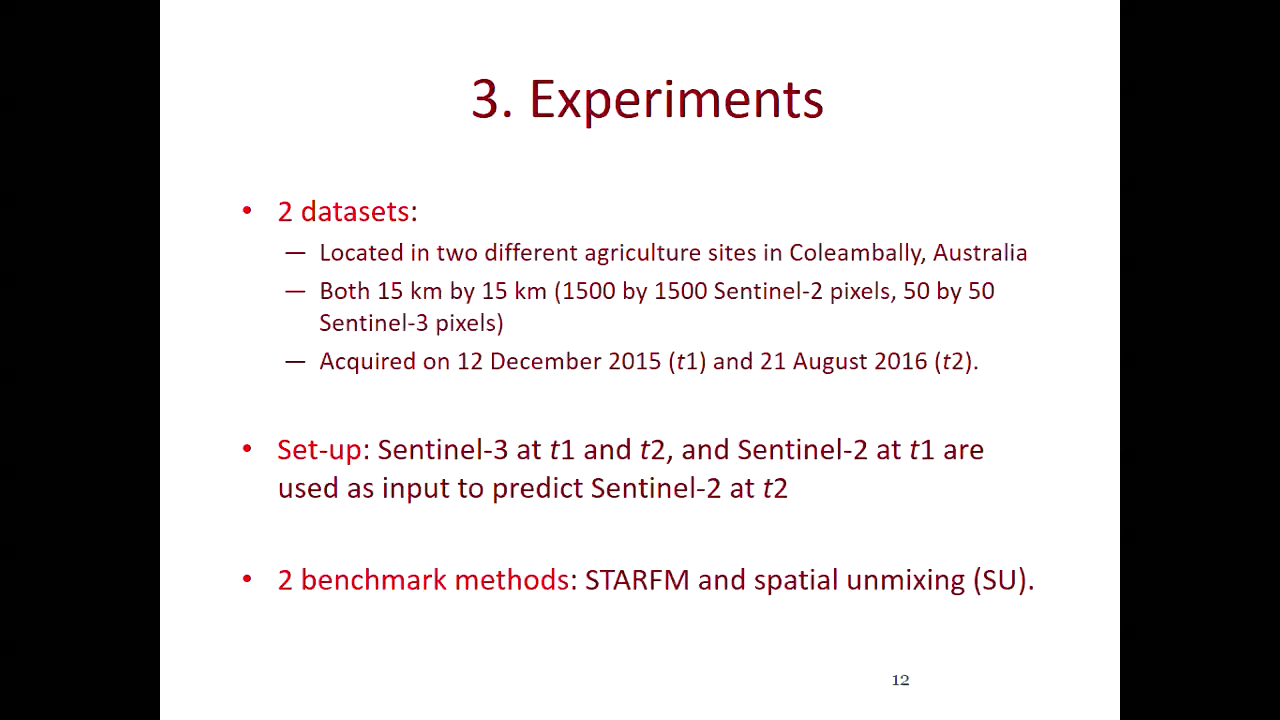 3. Experiments
• 2 datasets:
— Located in two different agriculture sites in Coleambally, Australia
— Both 15 km by 15 km (1500 by 1500 Sentinel-2 pixels, 50 by 50
Sentinel-3 pixels)
— Acquired on 12 December 2015 (t1) and 21 August 2016 (t2).
• Set-up: Sentinel-3 at t1 and t2, and Sentinel-2 at t1 are
used as input to predict Sentinel-2 at t2
• 2 benchmark methods: STARFM and spatial unmixing (SU).
12